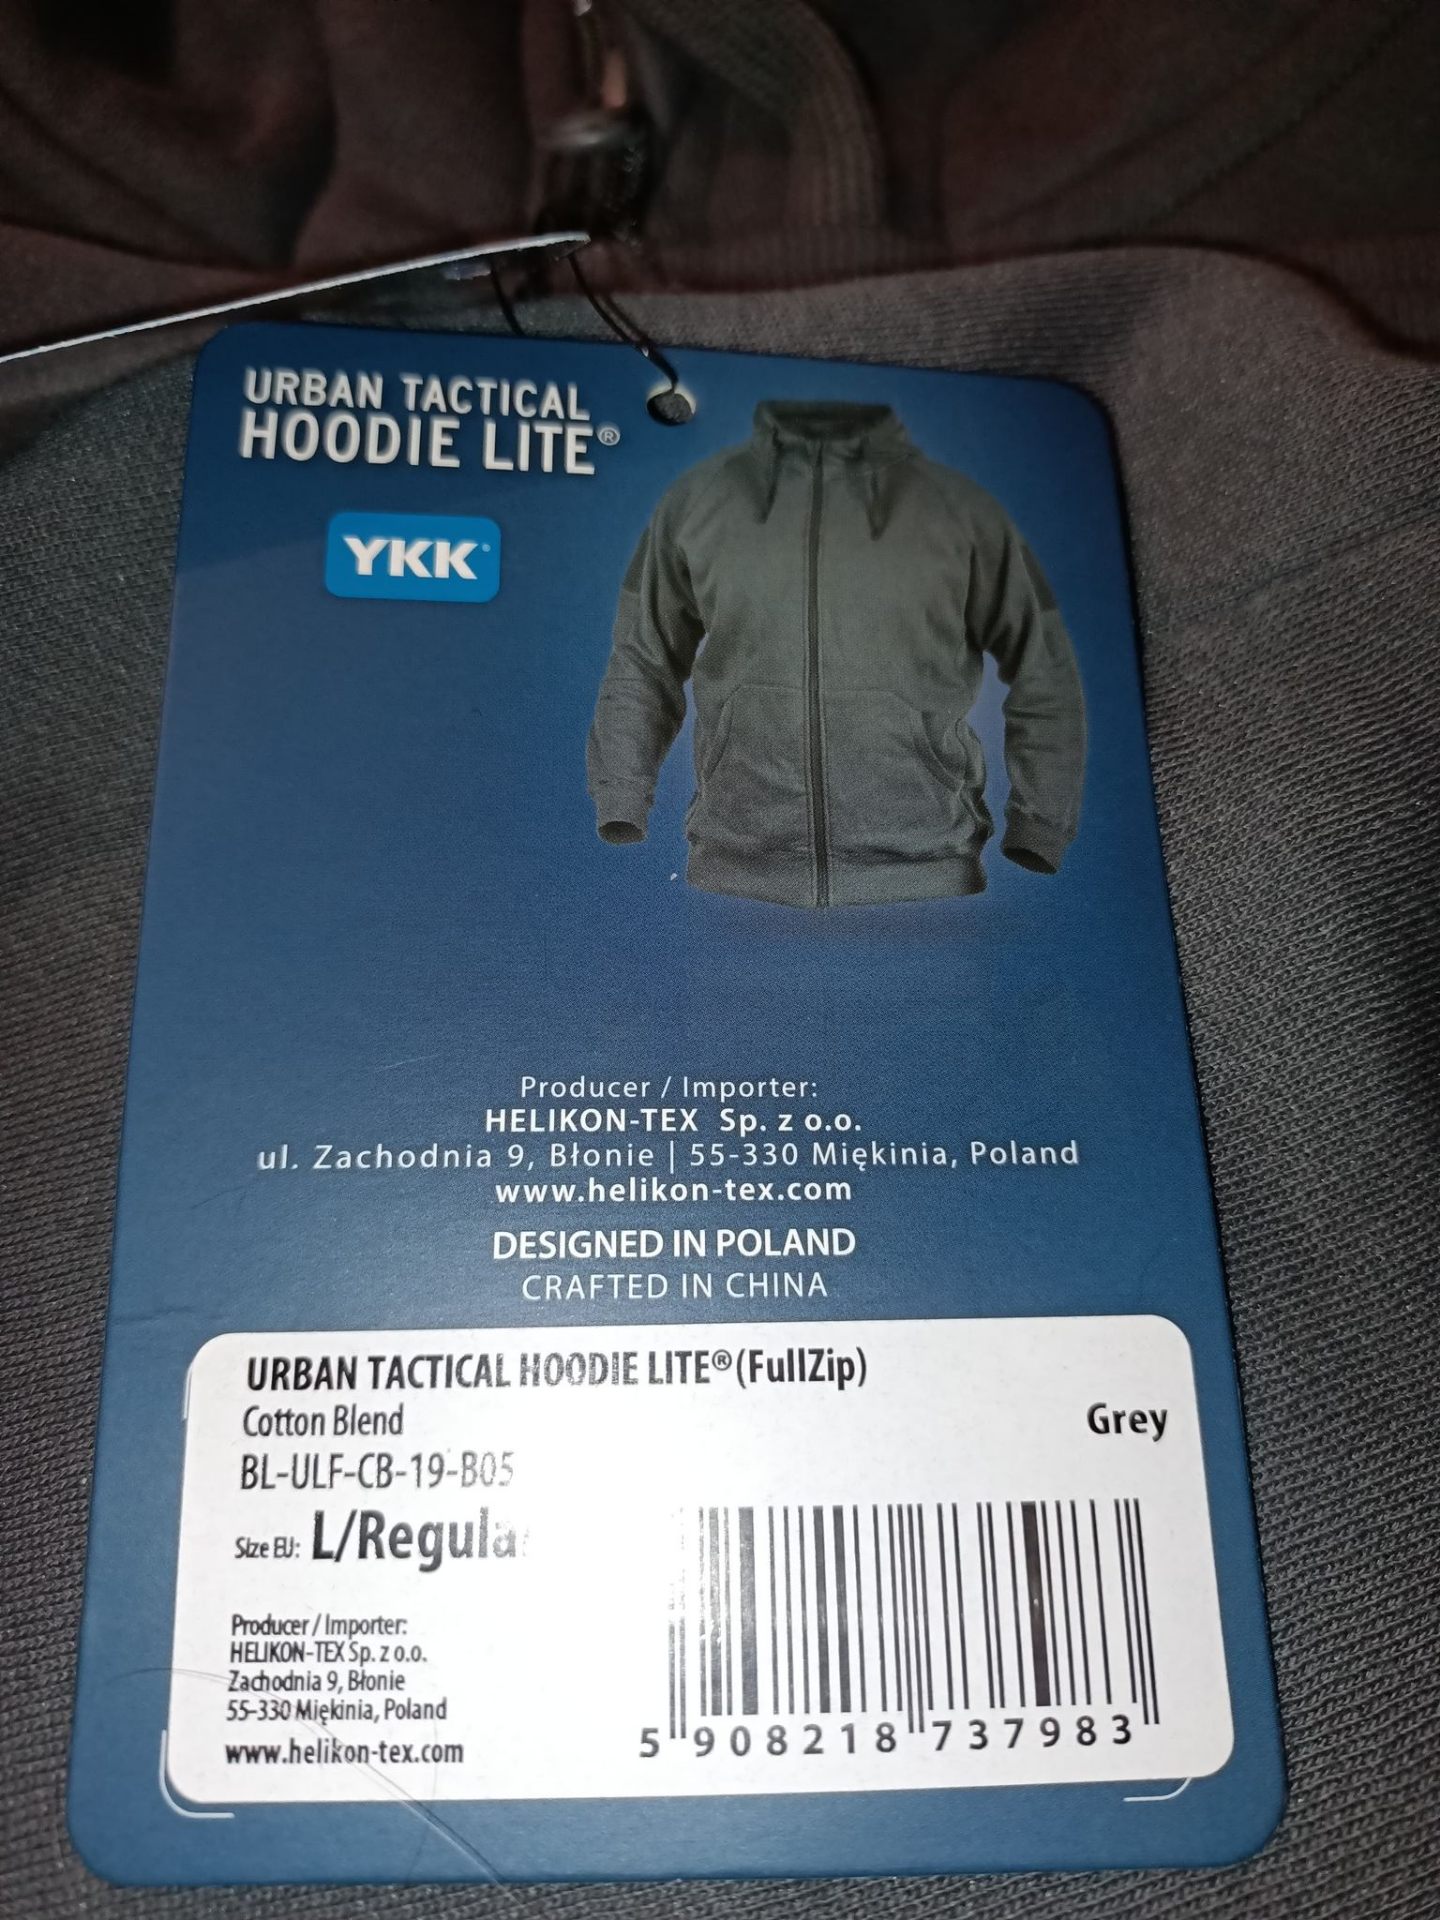 URBAN TACTICAL
HOODIE LITE®
YKK®
Producer / Importer:
HELIKON-TEX Sp. z o.o.
ul. Zachodnia 9, Błonie | 55-330 Miękinia, Poland
www.helikon-tex.com
DESIGNED IN POLAND
CRAFTED IN CHINA
URBAN TACTICAL HOODIE LITE® (FullZip)
Cotton Blend
Grey
BL-ULF-CB-19-B05
Size EU: L/Regular
Producer / Importer:
HELIKON-TEX Sp. z o.o.
Zachodnia 9, Błonie
55-330 Miękinia, Poland
www.helikon-tex.com
5 908218 737983